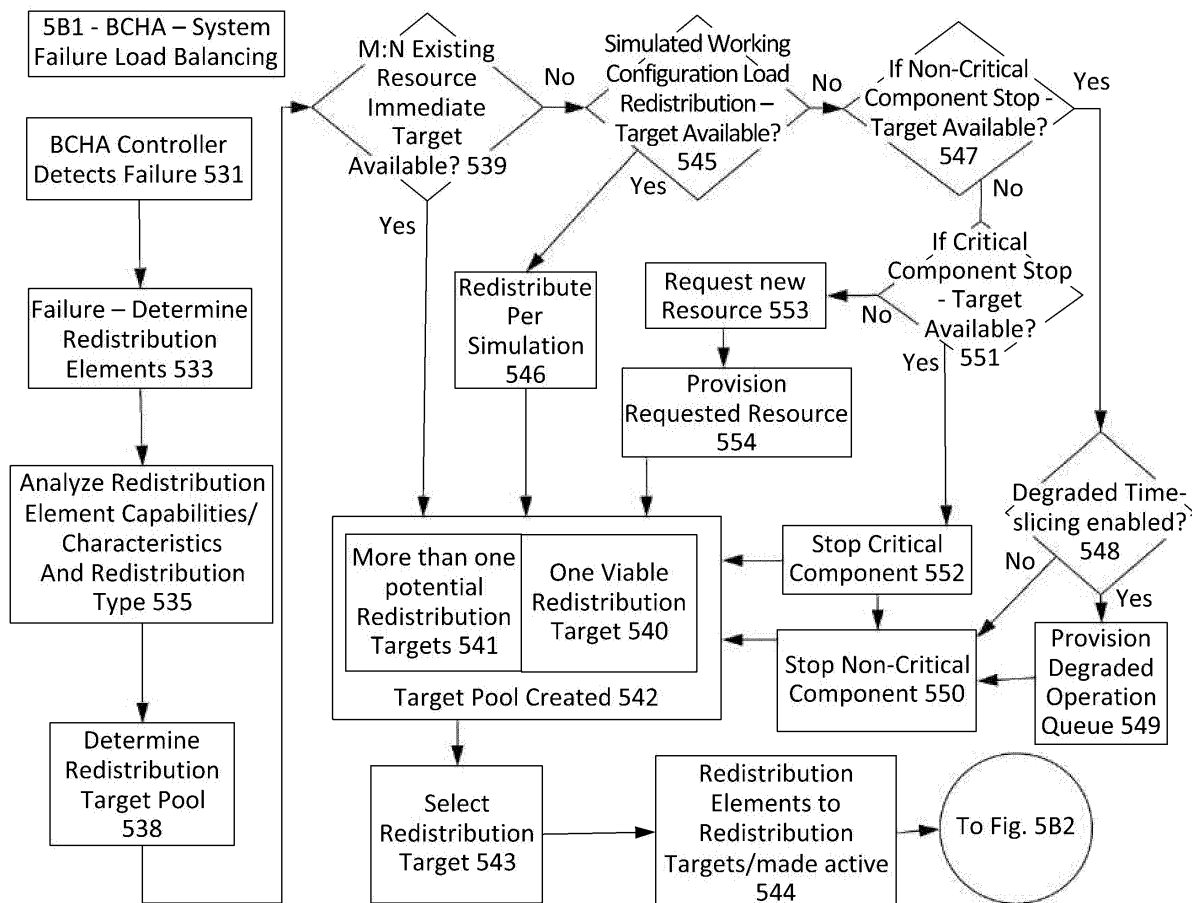 5B1 - BCHA – System
Failure Load Balancing
BCHA Controller
Detects Failure 531
Failure – Determine
Redistribution
Elements 533
Analyze Redistribution
Element Capabilities/
Characteristics
And Redistribution
Type 535
Determine
Redistribution
Target Pool
538
M:N Existing
Resource
Immediate
Target
Available? 539
No
Yes
Simulated Working
Configuration Load
Redistribution –
Target Available?
545
No
Yes
If Non-Critical
Component Stop -
Target Available?
547
Yes
No
If Critical
Component Stop
- Target
Available?
551
No
Yes
Redistribute
Per
Simulation
546
Request new
Resource 553
Provision
Requested Resource
554
Degraded Time-
slicing enabled?
548
No
Yes
Provision
Degraded
Operation
Queue 549
Stop Critical
Component 552
Stop Non-Critical
Component 550
More than one
potential
Redistribution
Targets 541
One Viable
Redistribution
Target 540
Target Pool Created 542
Select
Redistribution
Target 543
Redistribution
Elements to
Redistribution
Targets/made active
544
To Fig. 5B2